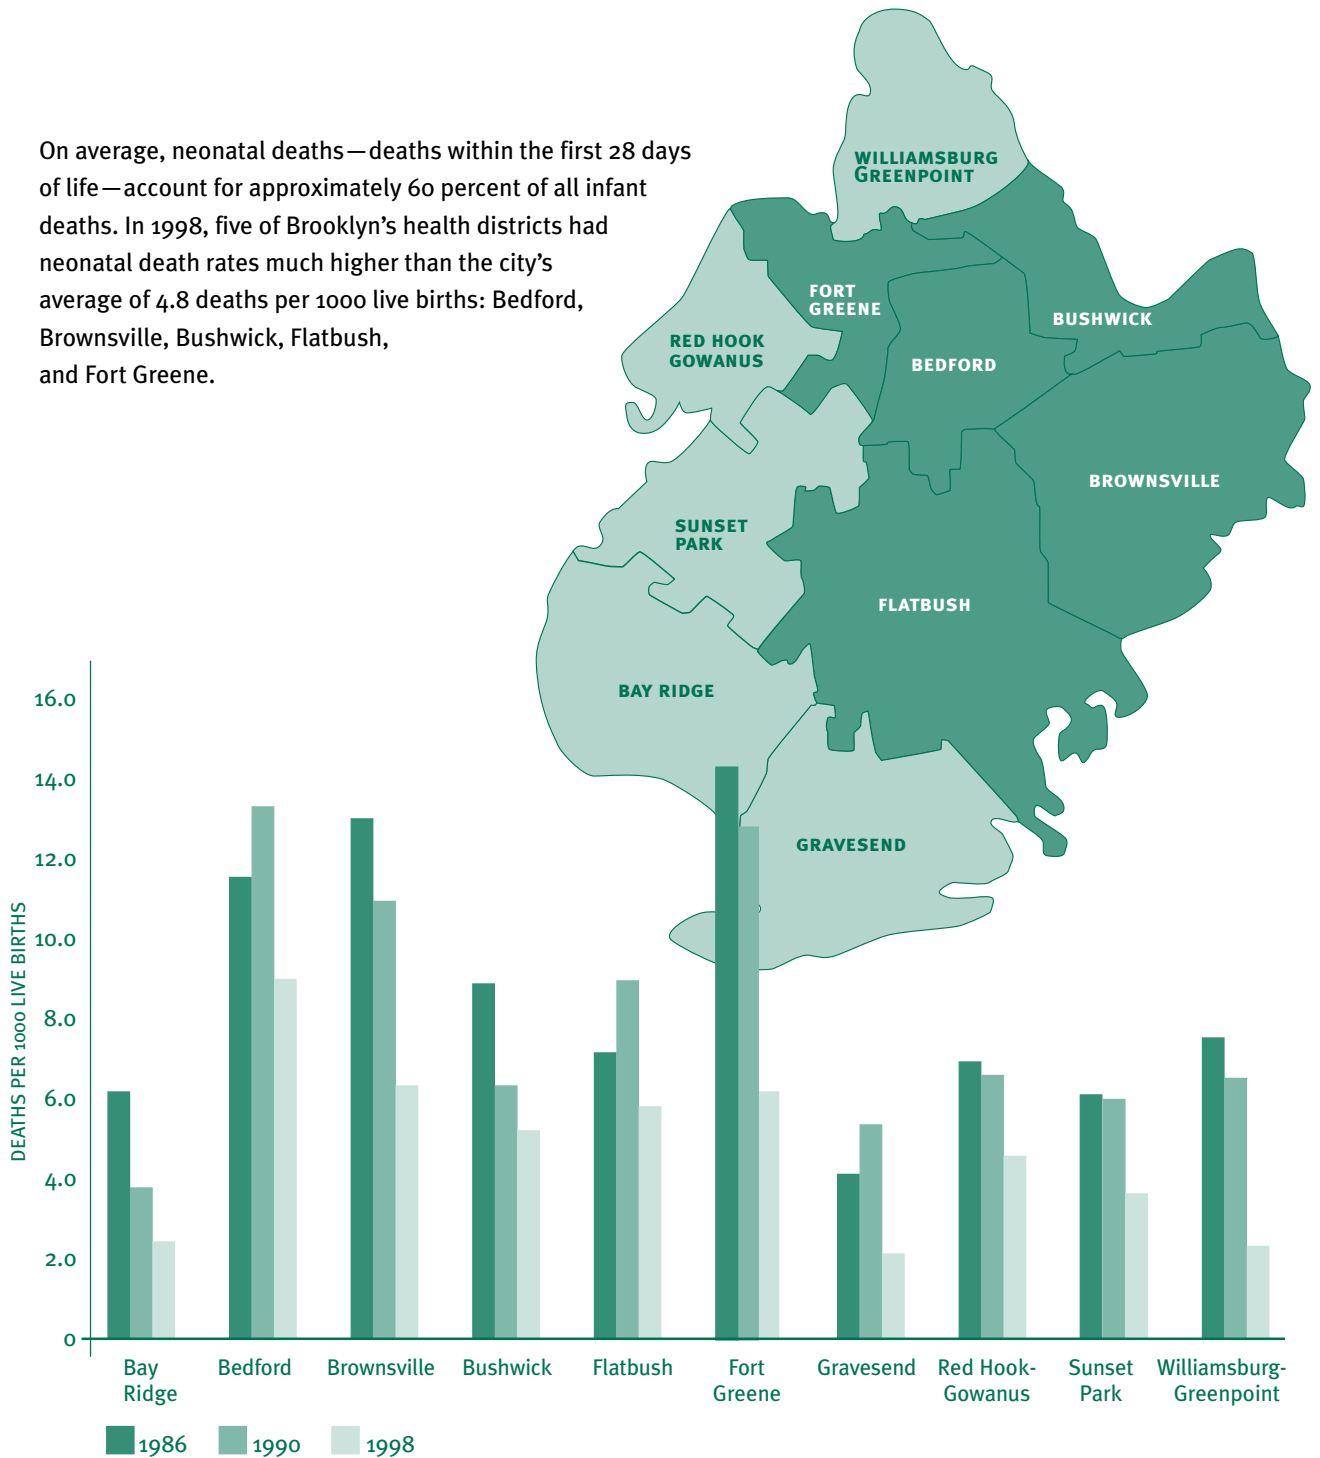 On average, neonatal deaths—deaths within the first 28 days
of life—account for approximately 60 percent of all infant
deaths. In 1998, five of Brooklyn's health districts had
neonatal death rates much higher than the city's
average of 4.8 deaths per 1000 live births: Bedford,
Brownsville, Bushwick, Flatbush,
and Fort Greene.
WILLIAMSBURG
GREENPOINT
FORT
GREENE
BUSHWICK
RED HOOK
GOWANUS
BEDFORD
BROWNSVILLE
SUNSET
PARK
FLATBUSH
BAY RIDGE
GRAVESEND
DEATHS PER 1000 LIVE BIRTHS
16.0
14.0
12.0
10.0
8.0
6.0
4.0
2.0
0
Bay
Ridge
Bedford
Brownsville
Bushwick
Flatbush
Fort
Greene
Gravesend
Red Hook-
Gowanus
Sunset
Park
Williamsburg-
Greenpoint
1986
1990
1998